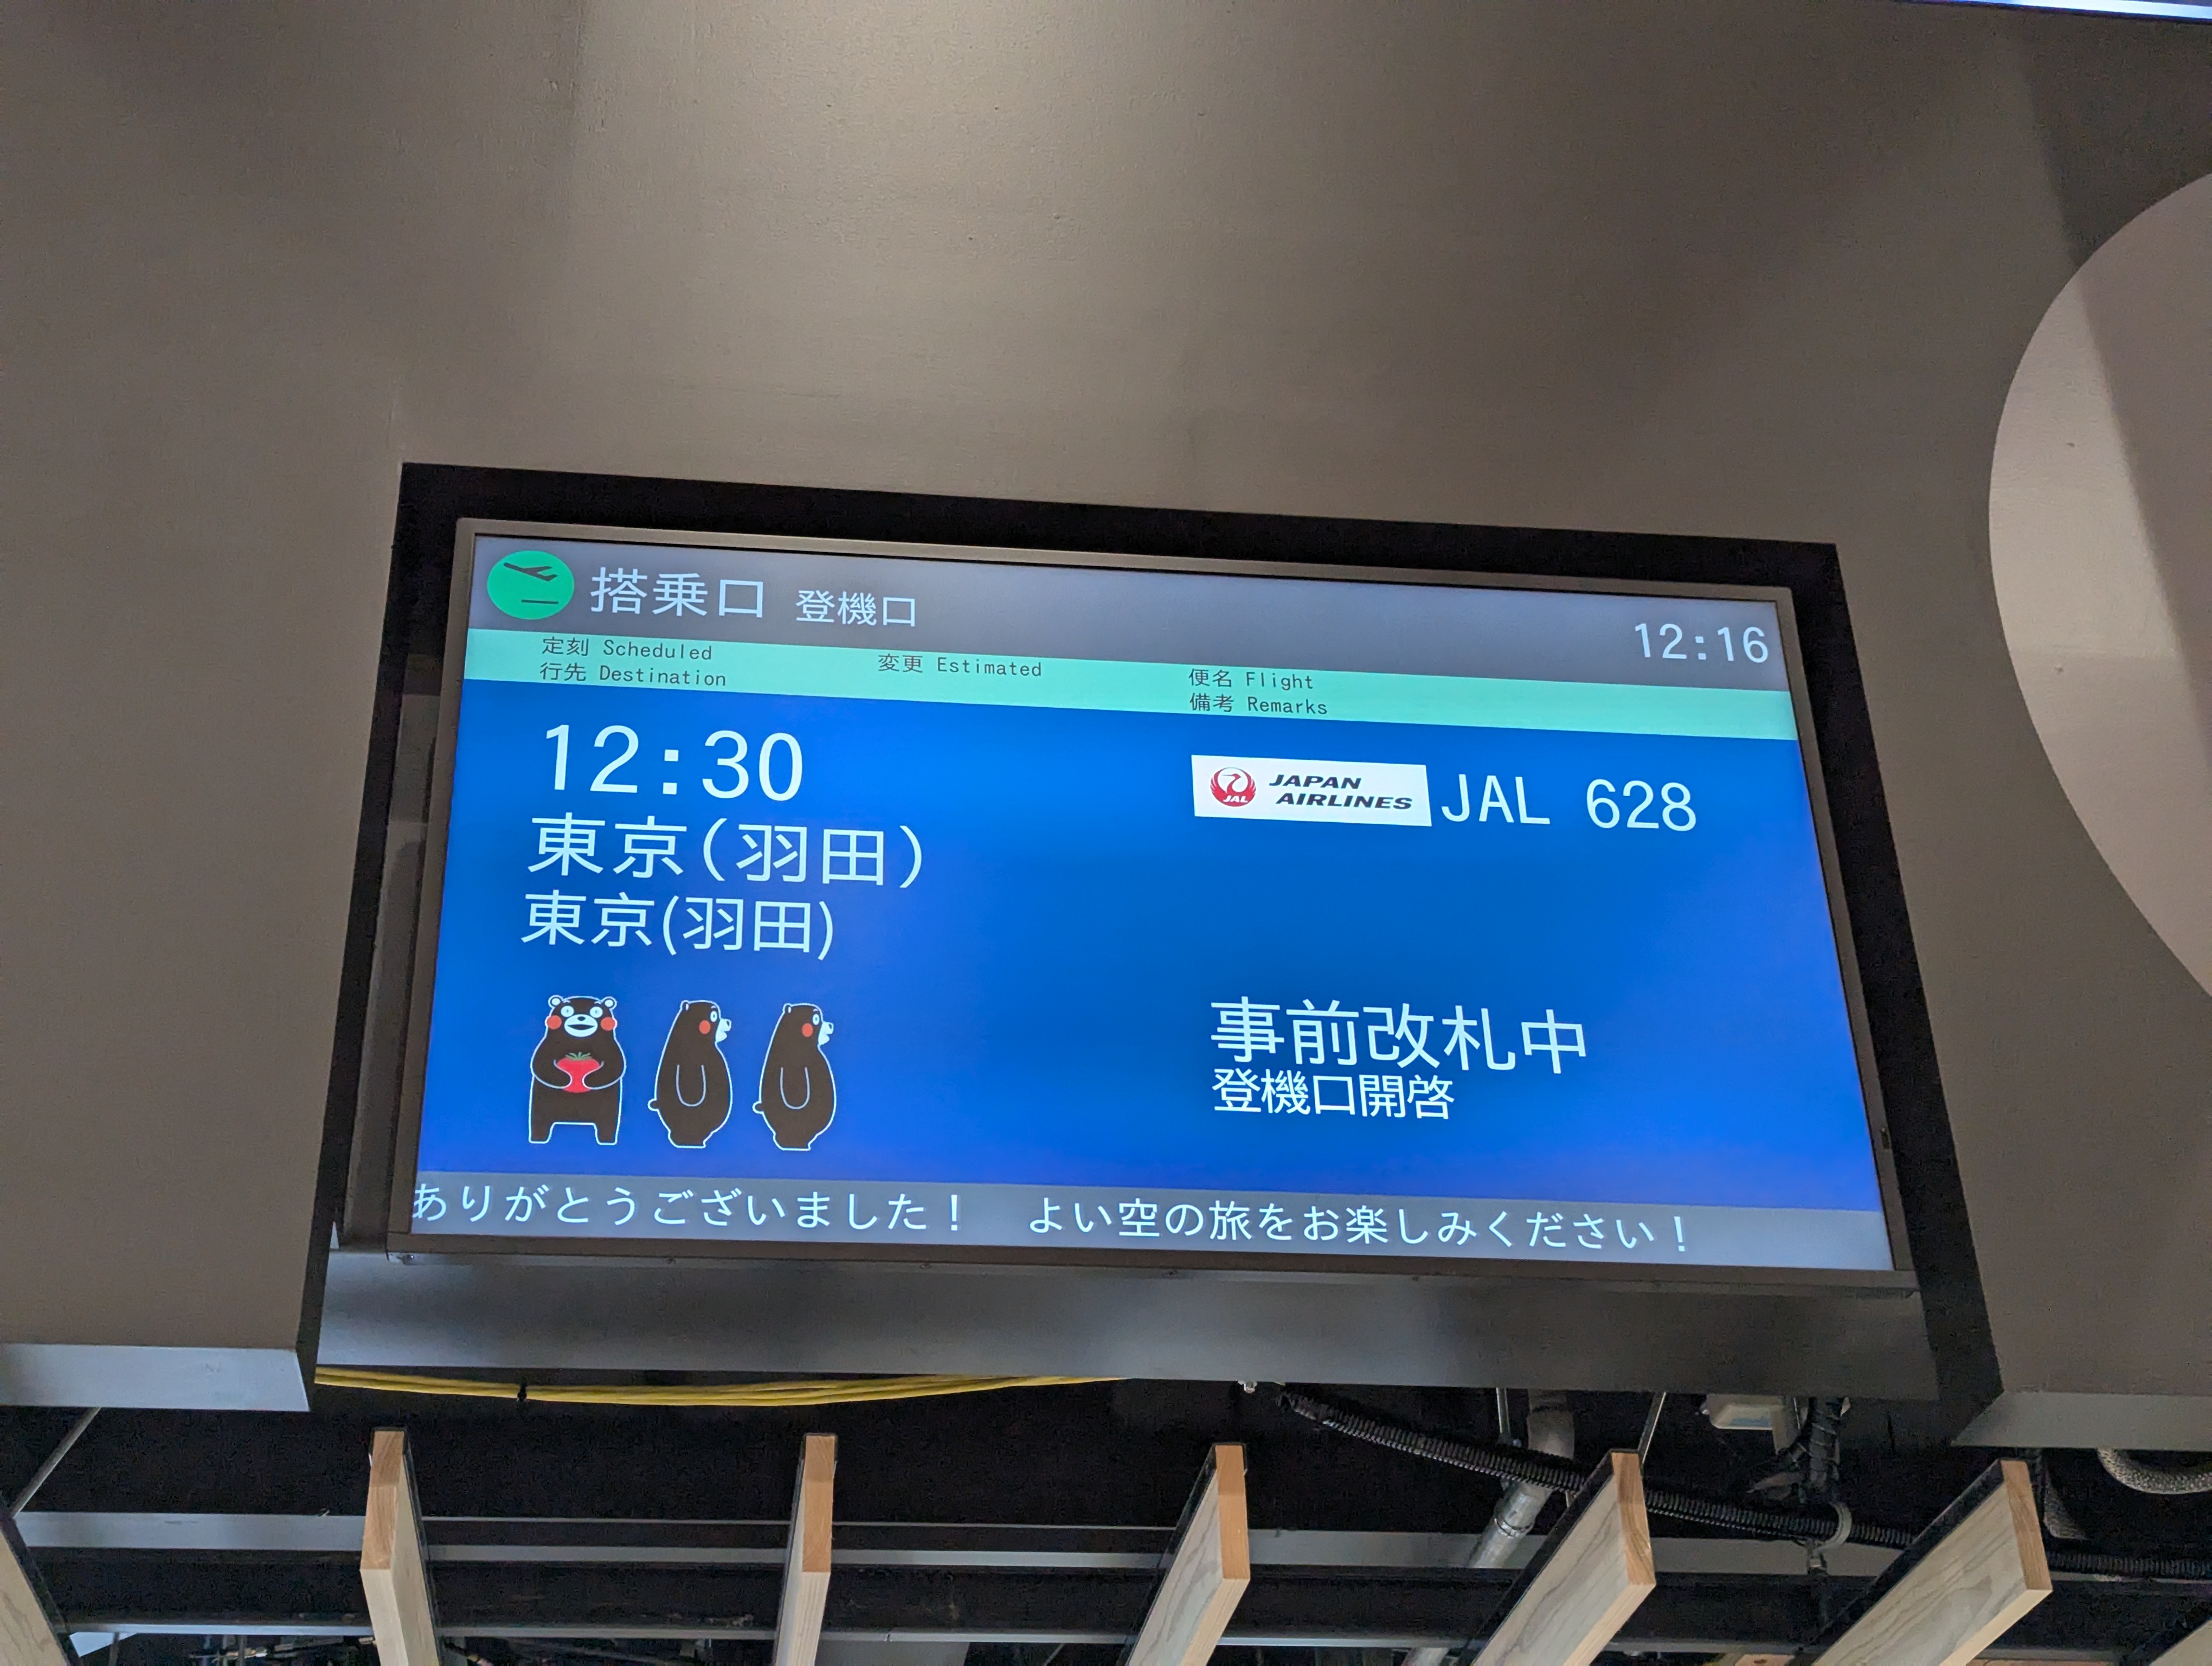 搭乗口 登機口
12:16
定刻 Scheduled 変更 Estimated 便名 Flight
行先 Destination 備考 Remarks
12:30
JAL JAPAN AIRLINES JAL 628
東京(羽田)
東京(羽田)
事前改札中
登機口開啓
ありがとうございました! よい空の旅をお楽しみください!